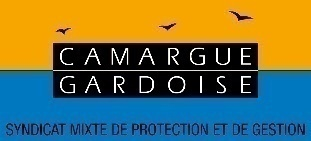 CAMARGUE
GARDOISE
SYNDICAT MIXTE DE PROTECTION ET DE GESTION